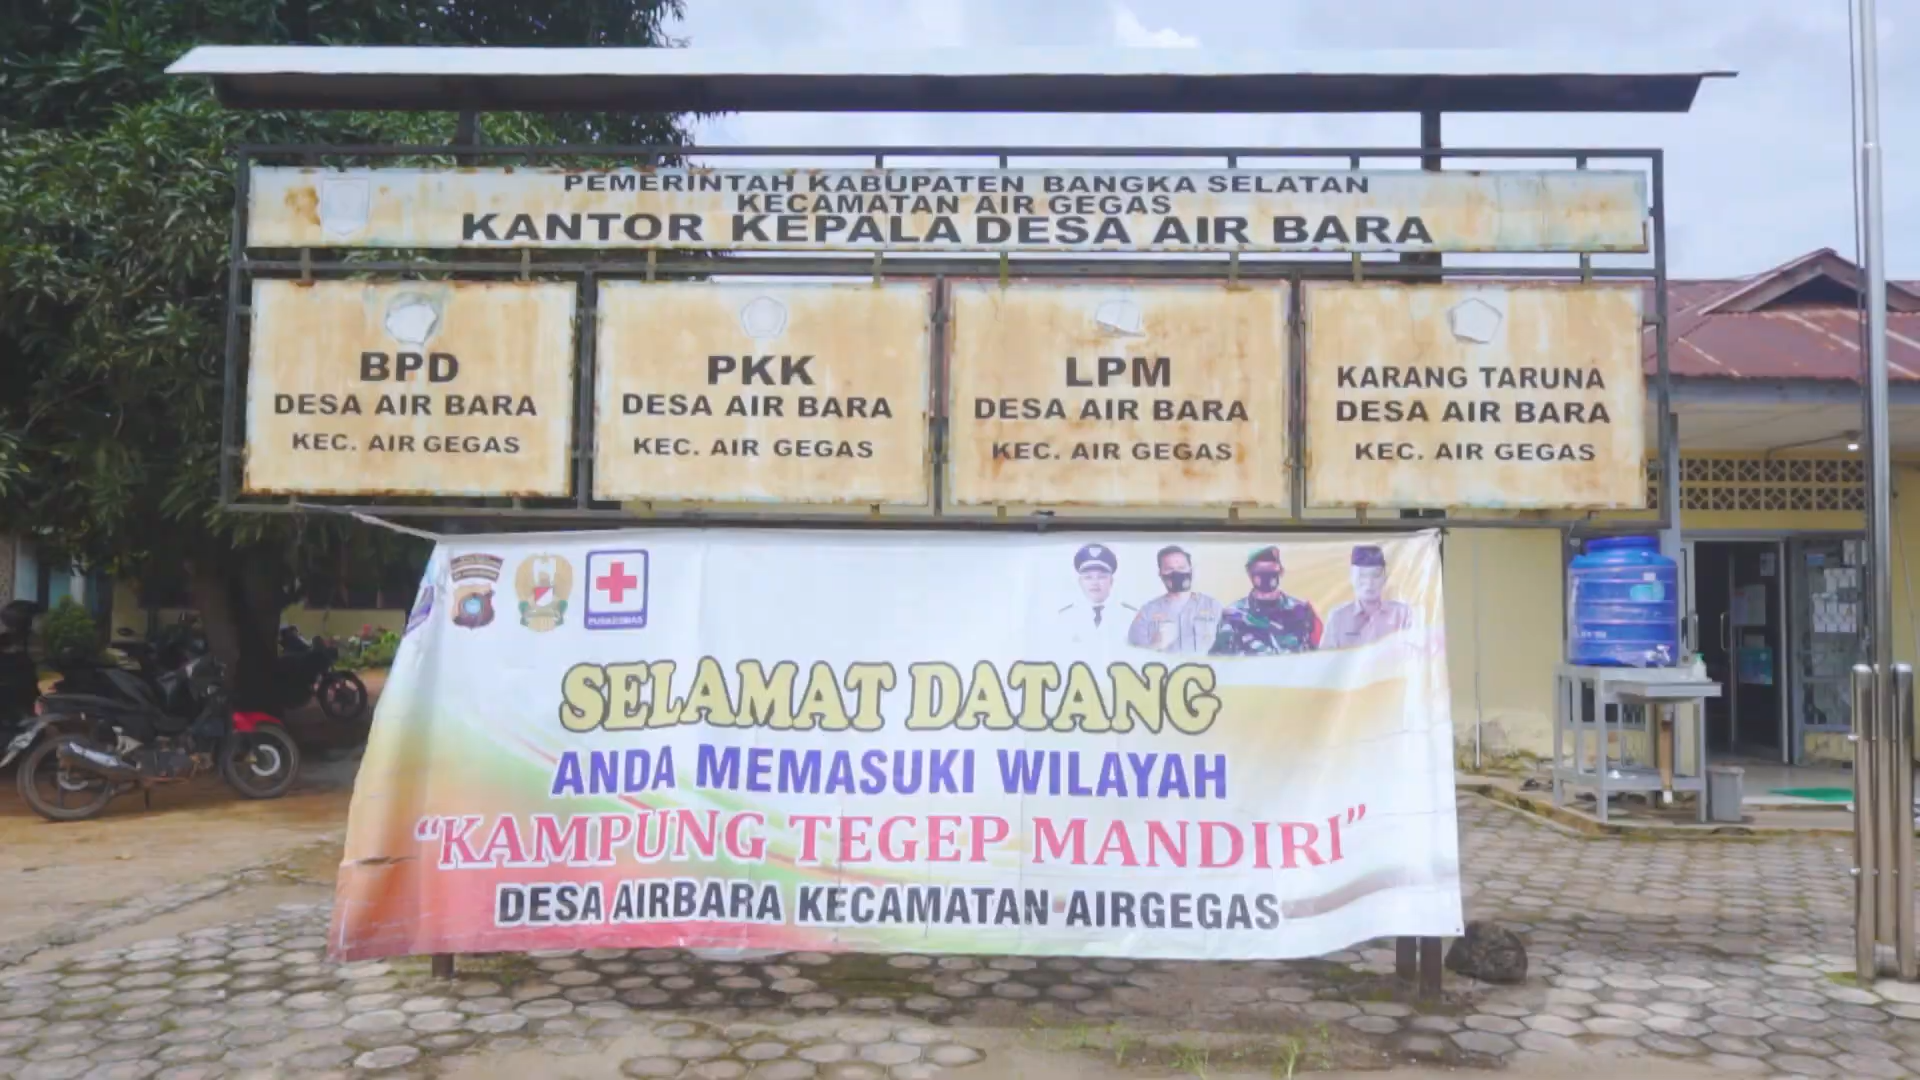 PEMERINTAH KABUPATEN BANGKA SELATAN
KECAMATAN AIR GEGAS
KANTOR KEPALA DESA AIR BARA
BPD
DESA AIR BARA
KEC. AIR GEGAS
PKK
DESA AIR BARA
KEC. AIR GEGAS
LPM
DESA AIR BARA
KEC. AIR GEGAS
KARANG TARUNA
DESA AIR BARA
KEC. AIR GEGAS
PUSKESMAS
SELAMAT DATANG
ANDA MEMASUKI WILAYAH
“KAMPUNG TEGEP MANDIRI”
DESA AIRBARA KECAMATAN AIRGEGAS